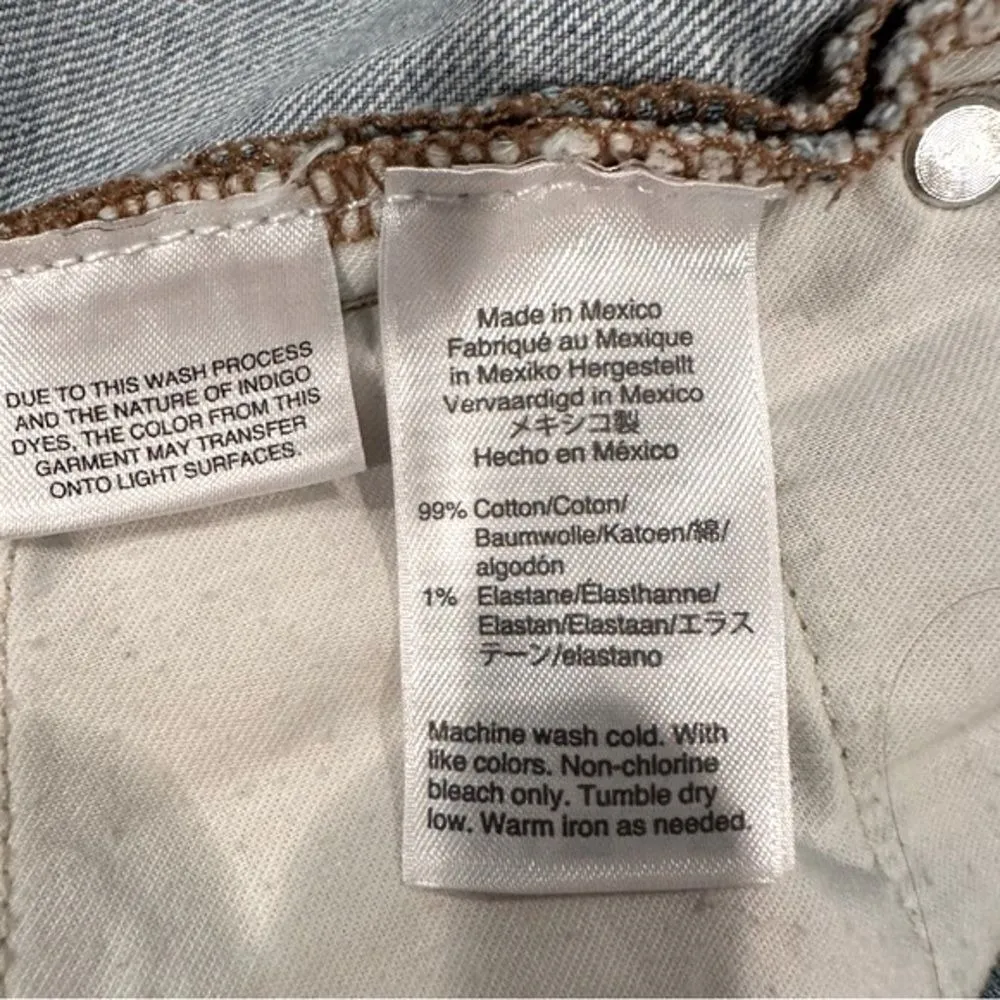 DUE TO THIS WASH PROCESS
AND THE NATURE OF INDIGO
DYES, THE COLOR FROM THIS
GARMENT MAY TRANSFER
ONTO LIGHT SURFACES.
Made in Mexico
Fabriqué au Mexique
in Mexiko Hergestellt
Vervaardigd in Mexico
メキシコ製
Hecho en México
99% Cotton/Coton/
Baumwolle/Katoen/綿/
algodón
1% Elastane/Élasthanne/
Elastan/Elastaan/エラス
テーン/elastano
Machine wash cold. With
like colors. Non-chlorine
bleach only. Tumble dry
low. Warm iron as needed.